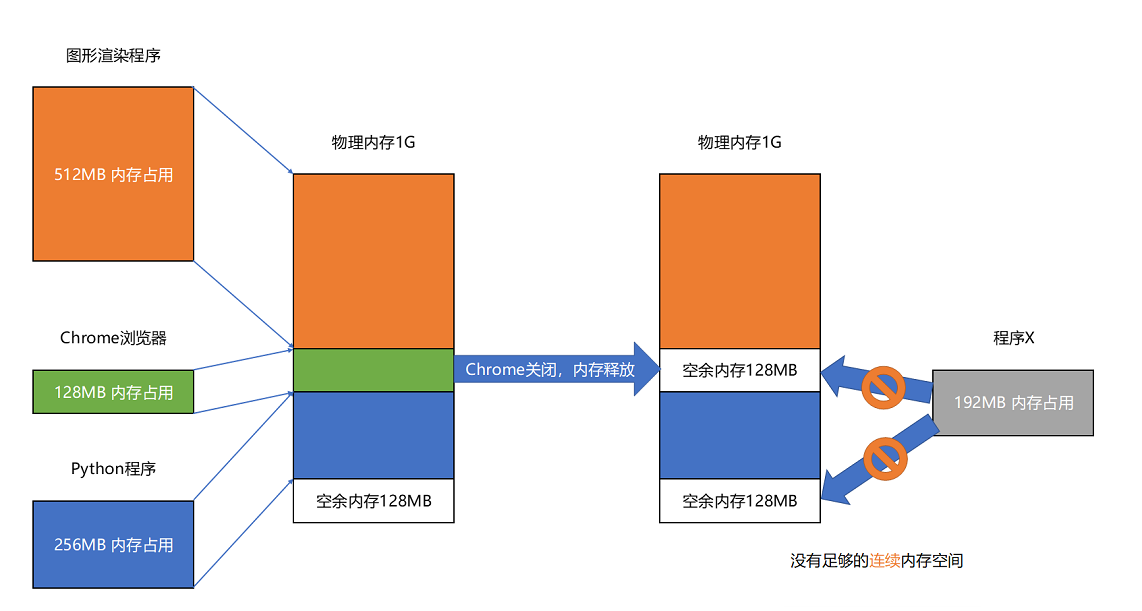 图形渲染程序
512MB 内存占用
Chrome浏览器
128MB 内存占用
Python程序
256MB 内存占用
物理内存1G
空余内存128MB
Chrome关闭，内存释放
物理内存1G
空余内存128MB
空余内存128MB
程序X
192MB 内存占用
没有足够的连续内存空间